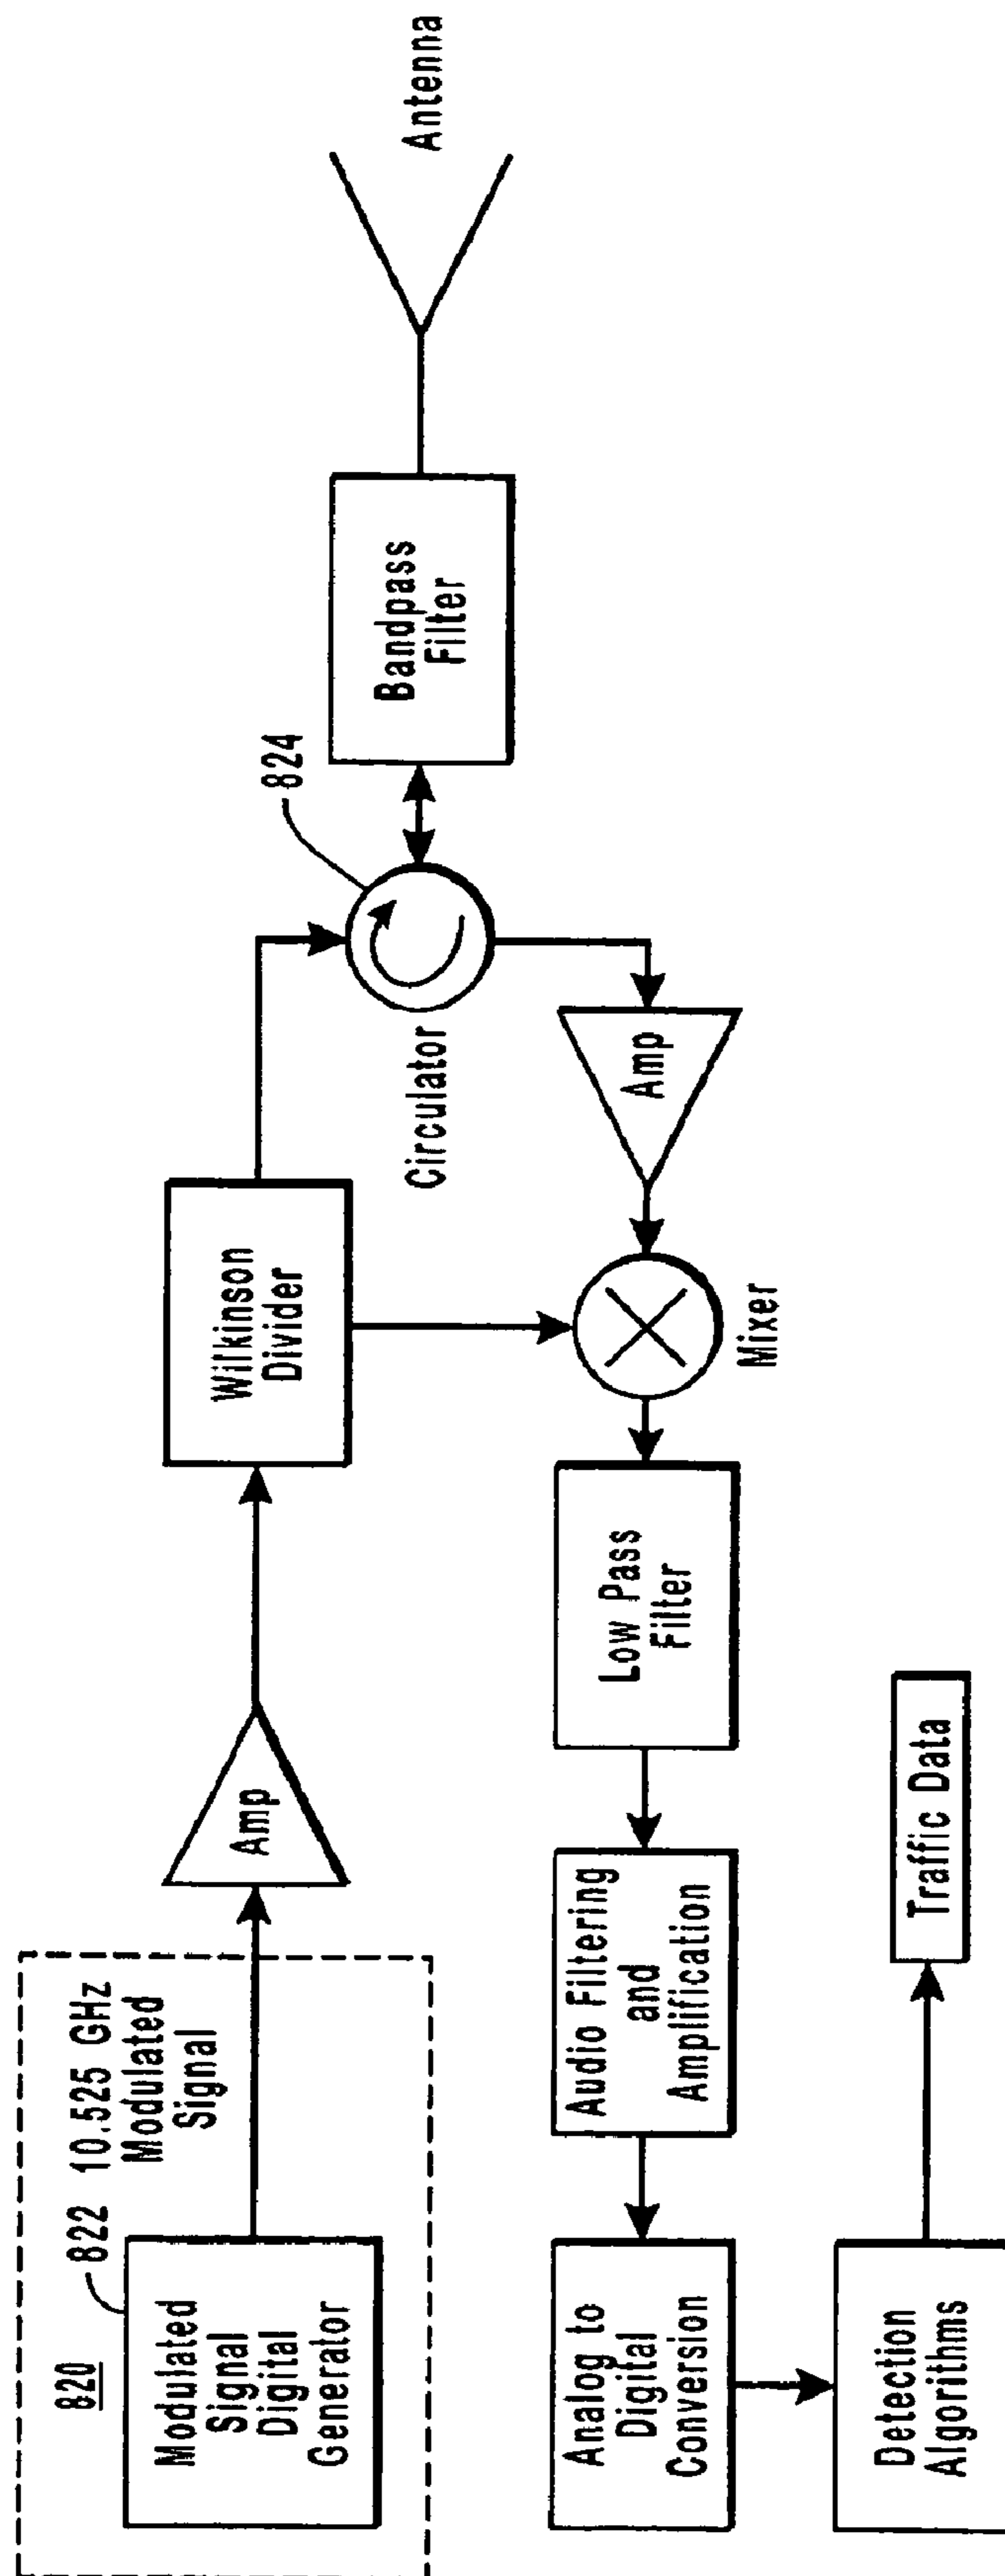 820
822
10.525 GHz
Modulated
Signal
Modulated
Signal
Digital
Generator
Amp
Wilkinson
Divider
824
Circulator
Bandpass
Filter
Antenna
Amp
Mixer
Low Pass
Filter
Audio Filtering
and
Amplification
Analog to
Digital
Conversion
Detection
Algorithms
Traffic Data